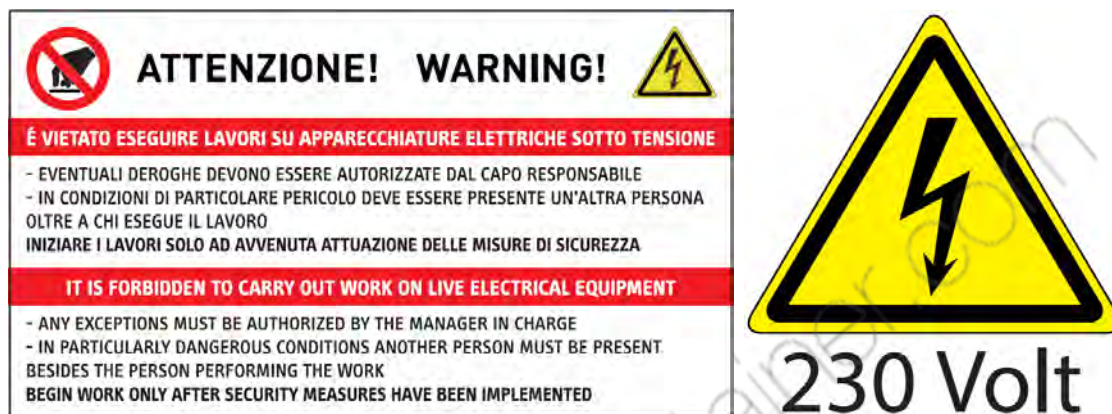 ATTENZIONE! WARNING!
É VIETATO ESEGUIRE LAVORI SU APPARECCHIATURE ELETTRICHE SOTTO TENSIONE
- EVENTUALI DEROGHE DEVONO ESSERE AUTORIZZATE DAL CAPO RESPONSABILE
- IN CONDIZIONI DI PARTICOLARE PERICOLO DEVE ESSERE PRESENTE UN'ALTRA PERSONA
OLTRE A CHI ESEGUE IL LAVORO
INIZIARE I LAVORI SOLO AD AVVENUTA ATTUAZIONE DELLE MISURE DI SICUREZZA
IT IS FORBIDDEN TO CARRY OUT WORK ON LIVE ELECTRICAL EQUIPMENT
- ANY EXCEPTIONS MUST BE AUTHORIZED BY THE MANAGER IN CHARGE
- IN PARTICULARLY DANGEROUS CONDITIONS ANOTHER PERSON MUST BE PRESENT
BESIDES THE PERSON PERFORMING THE WORK
BEGIN WORK ONLY AFTER SECURITY MEASURES HAVE BEEN IMPLEMENTED
230 Volt